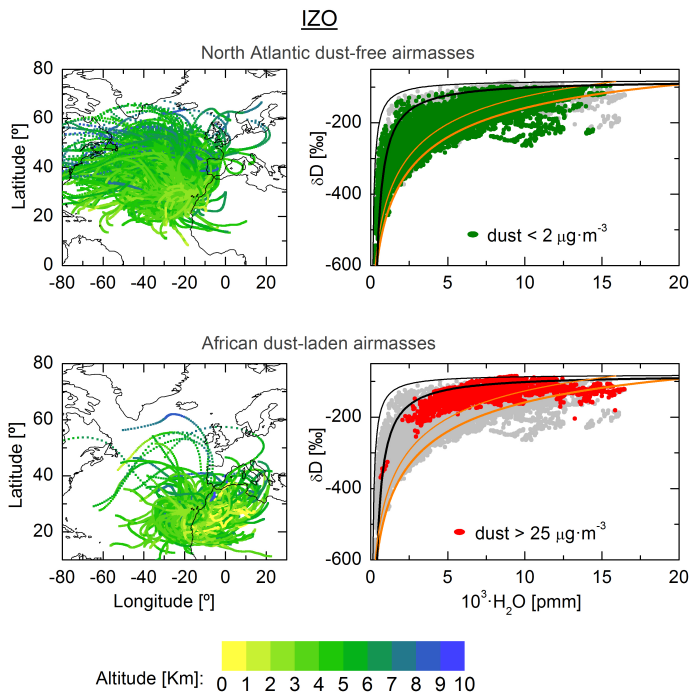 IZO
North Atlantic dust-free airmasses
80
60
40
20
0
Latitude [º]
-80 -60 -40 -20 0 20
-200
-400
-600
δD [‰]
dust < 2 µg·m-3
0 5 10 15 20
African dust-laden airmasses
80
60
40
20
Latitude [º]
-80 -60 -40 -20 0 20
Longitude [º]
-200
-400
-600
δD [‰]
dust > 25 µg·m-3
0 5 10 15 20
10³·H₂O [pmm]
Altitude [Km]: 0 1 2 3 4 5 6 7 8 9 10